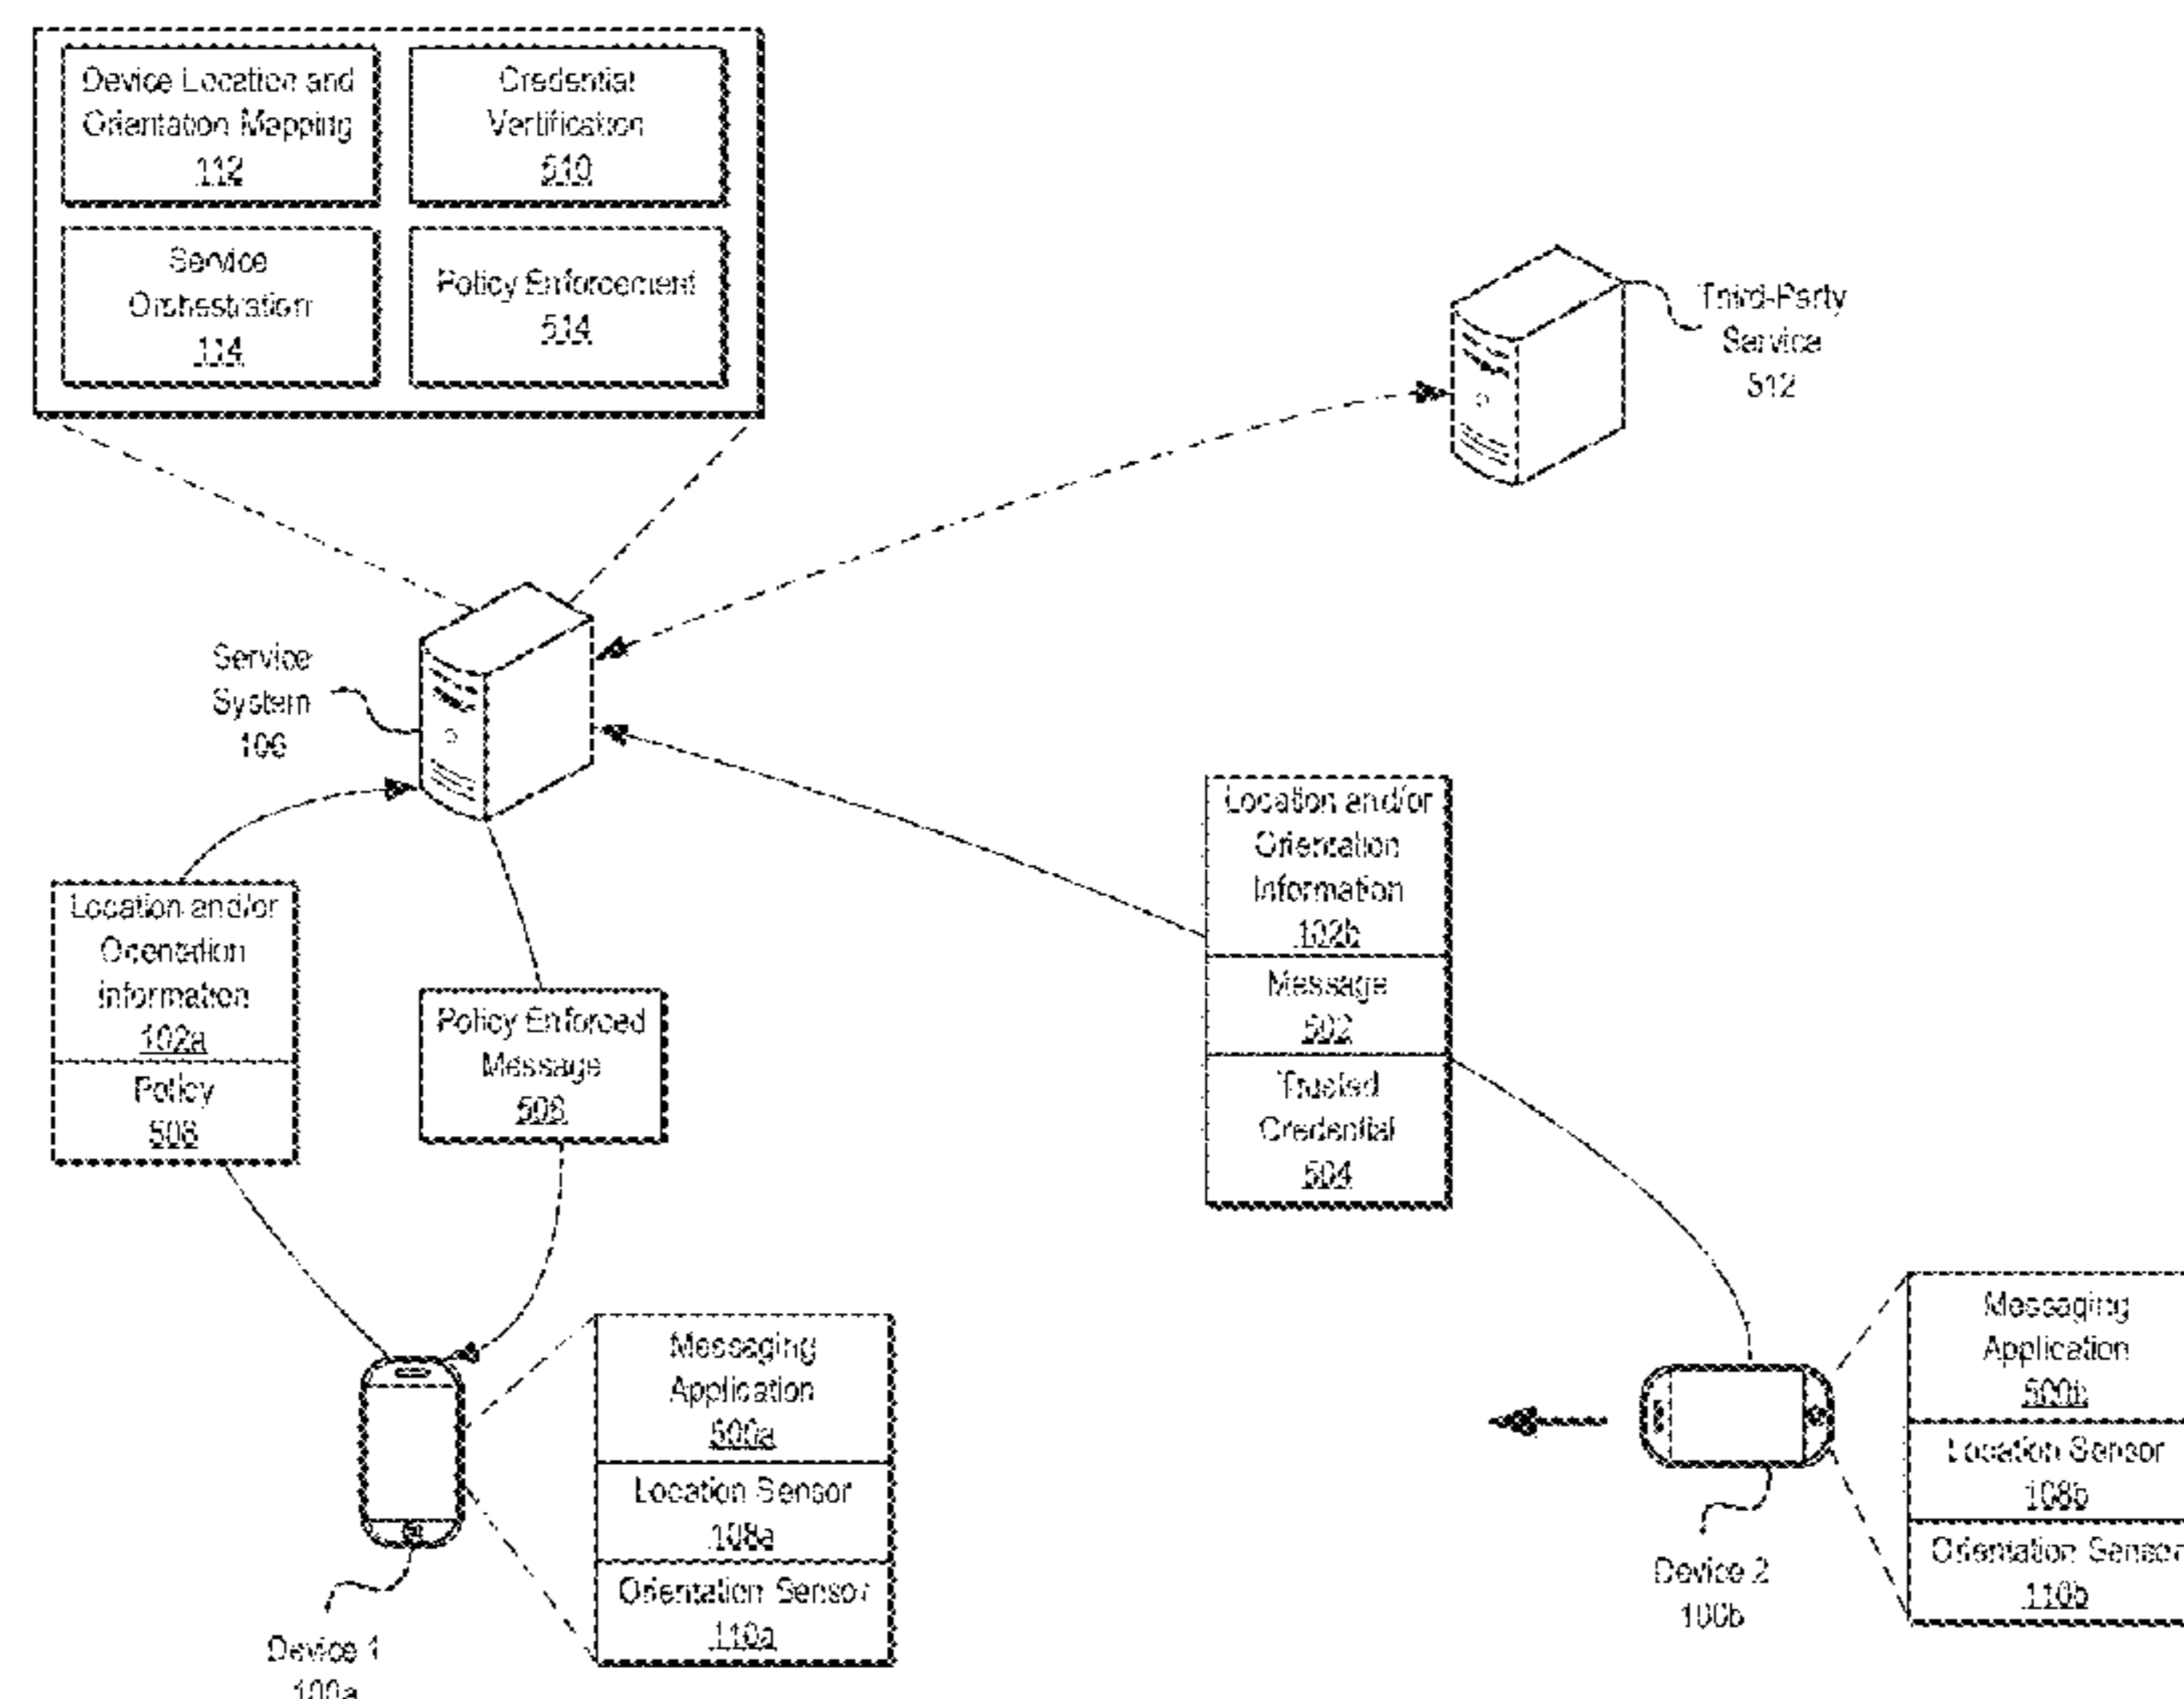 Device Location and
Orientation Mapping
112
Credential
Vertification
510
Service
Orchestration
114
Policy Enforcement
514
Third-Party
Service
512
Service
System
106
Location and/or
Orientation
Information
102a
Policy
Policy Enforced
Message
Location and/or
Orientation
Information
102b
Message
502
Trusted
Credential
504
Messaging
Application
500a
Location Sensor
108a
Orientation Sensor
110a
Device 1
100a
Messaging
Application
500b
Location Sensor
108b
Orientation Sensor
110b
Device 2
100b